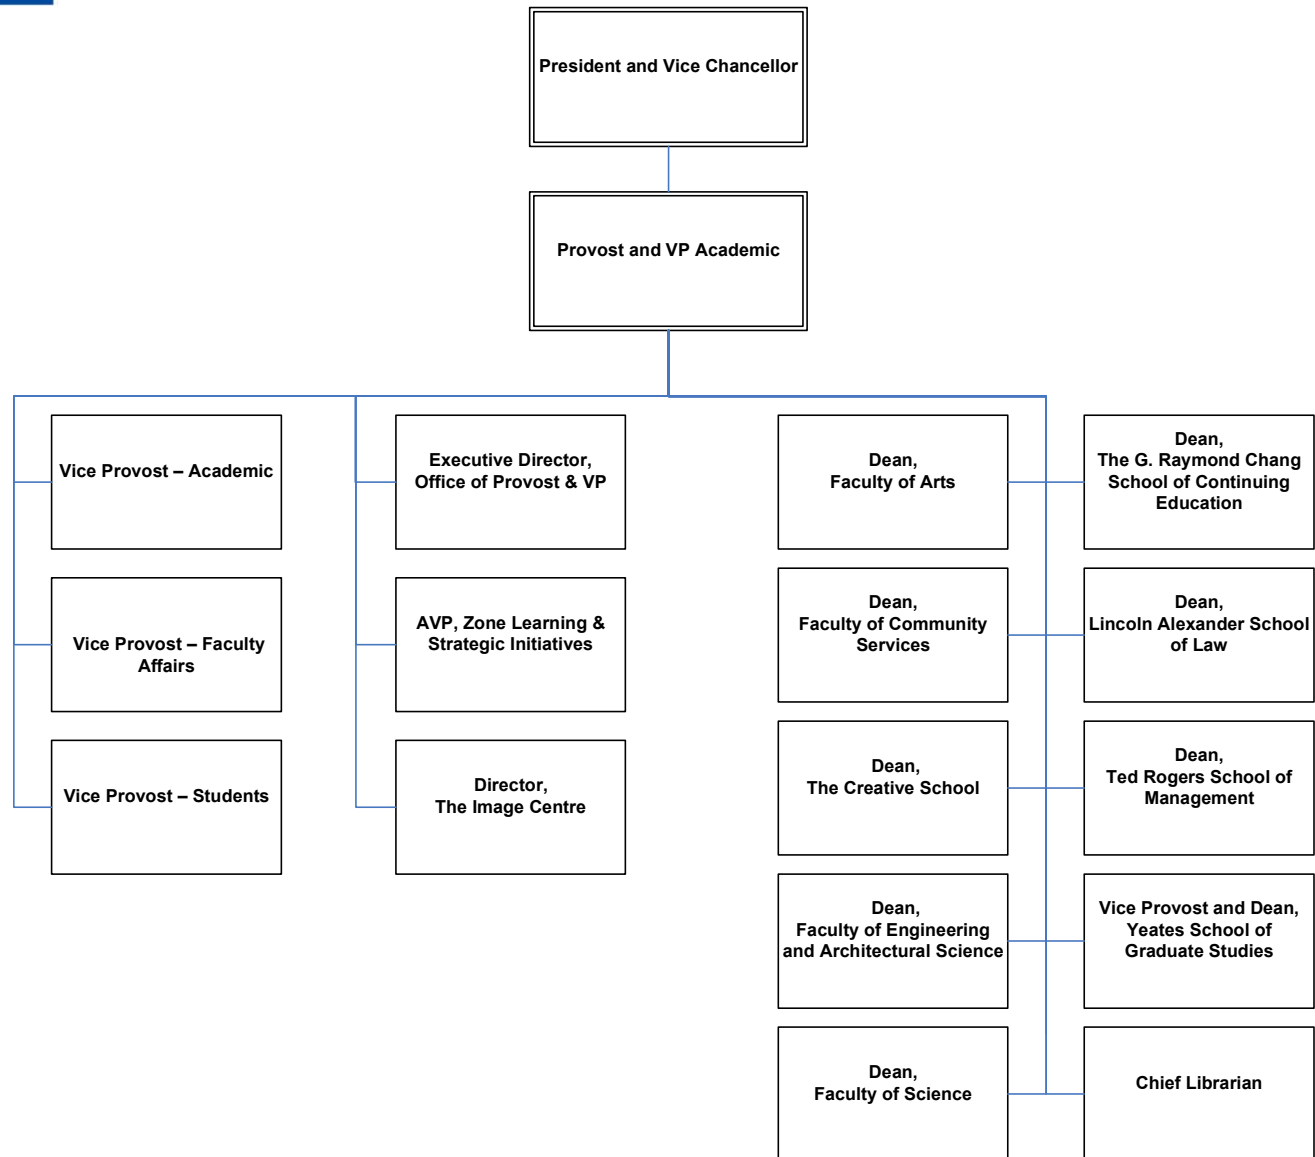 President and Vice Chancellor
Provost and VP Academic
Vice Provost – Academic
Vice Provost – Faculty
Affairs
Vice Provost – Students
Executive Director,
Office of Provost & VP
AVP, Zone Learning &
Strategic Initiatives
Director,
The Image Centre
Dean,
Faculty of Arts
Dean,
Faculty of Community
Services
Dean,
The Creative School
Dean,
Faculty of Engineering
and Architectural Science
Dean,
Faculty of Science
Dean,
The G. Raymond Chang
School of Continuing
Education
Dean,
Lincoln Alexander School
of Law
Dean,
Ted Rogers School of
Management
Vice Provost and Dean,
Yeates School of
Graduate Studies
Chief Librarian